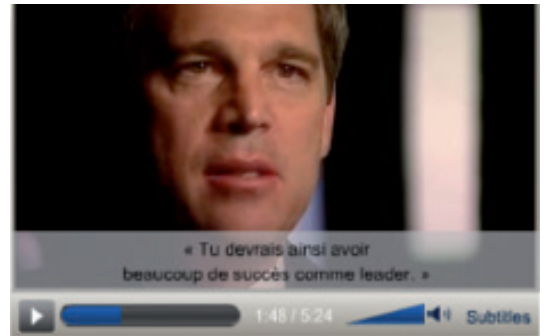 « Tu devrais ainsi avoir
beaucoup de succès comme leader. »
1:48 / 5:24 Subtitles